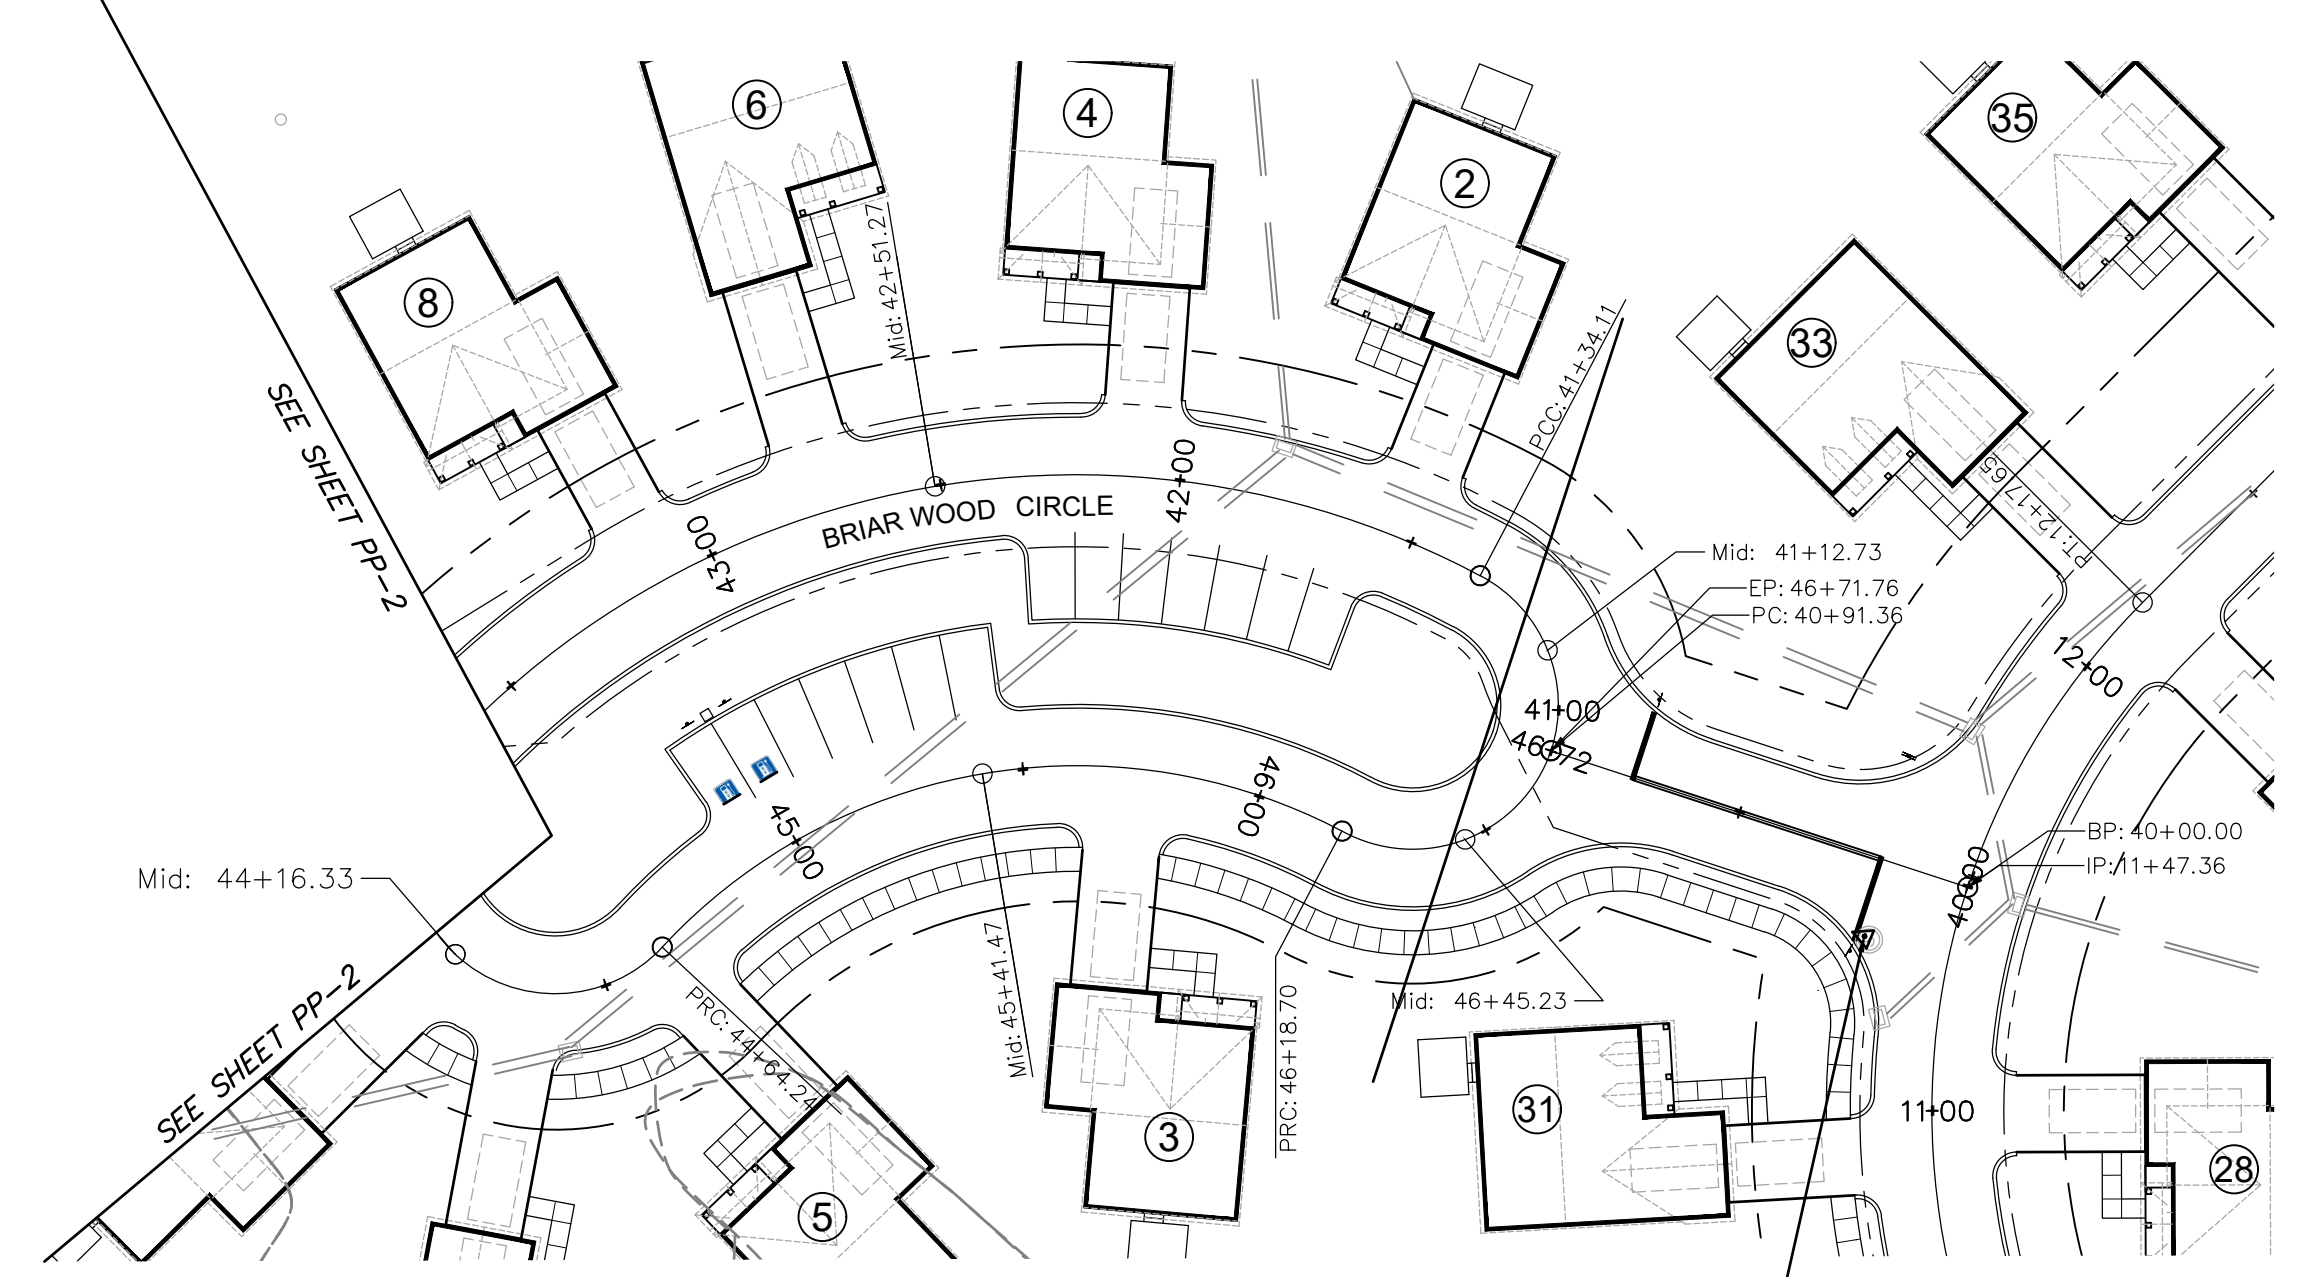 6
4
2
35
8
33
Mid: 42+51.27
PCC: 41+34.11
SEE SHEET PP-2
42+00
BRIAR WOOD CIRCLE
43+00
PT: 12+17.65
Mid: 41+12.73
EP: 46+71.76
PC: 40+91.36
12+00
41+00
46+72
46+00
45+00
BP: 40+00.00
IP: 11+47.36
Mid: 44+16.33
Mid: 45+41.47
Mid: 46+45.23
SEE SHEET PP-2
PRC: 44+64.24
PRC: 46+18.70
31
11+00
3
28
5